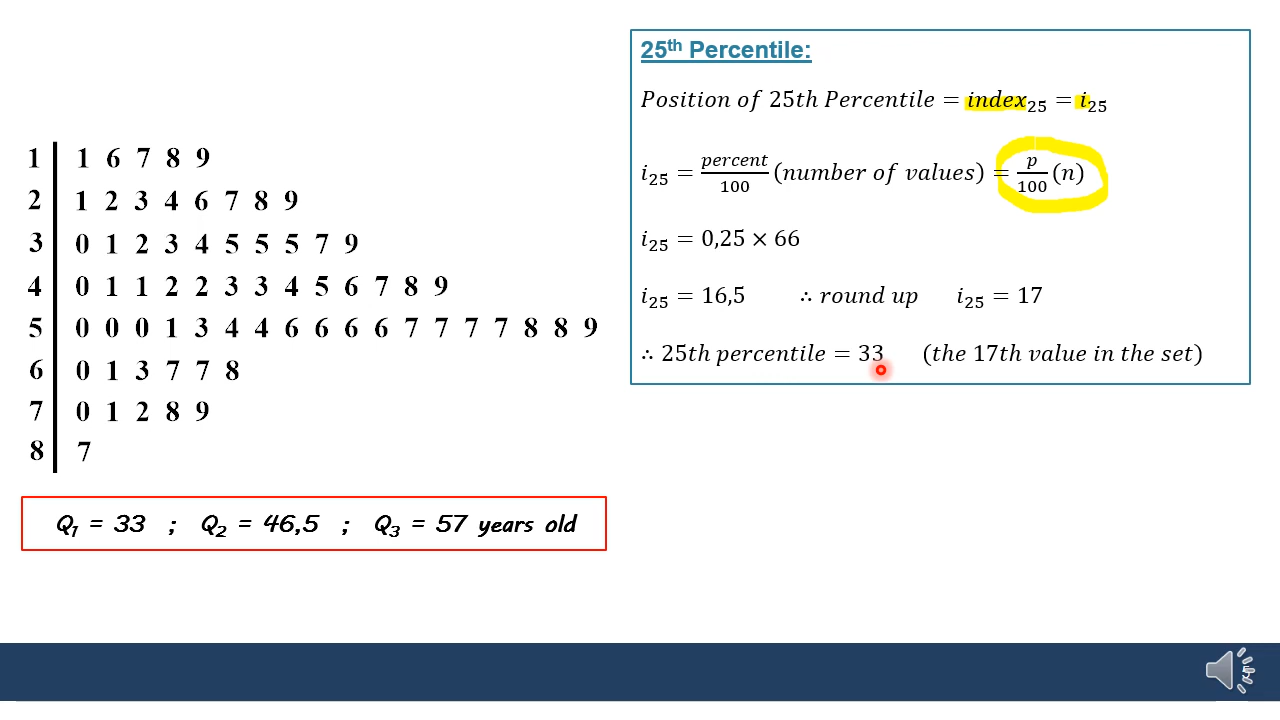 1 | 1 6 7 8 9
2 | 1 2 3 4 6 7 8 9
3 | 0 1 2 3 4 5 5 5 7 9
4 | 0 1 1 2 2 3 3 4 5 6 7 8 9
5 | 0 0 0 1 3 4 4 6 6 6 6 7 7 7 7 8 8 9
6 | 0 1 3 7 7 8
7 | 0 1 2 8 9
8 | 7
Q₁ = 33 ; Q₂ = 46,5 ; Q₃ = 57 years old
25th Percentile:
Position of 25th Percentile = index₂₅ = i₂₅
i₂₅ = percent/100 (number of values) = p/100 (n)
i₂₅ = 0,25 × 66
i₂₅ = 16,5 ∴ round up i₂₅ = 17
∴ 25th percentile = 33 (the 17th value in the set)